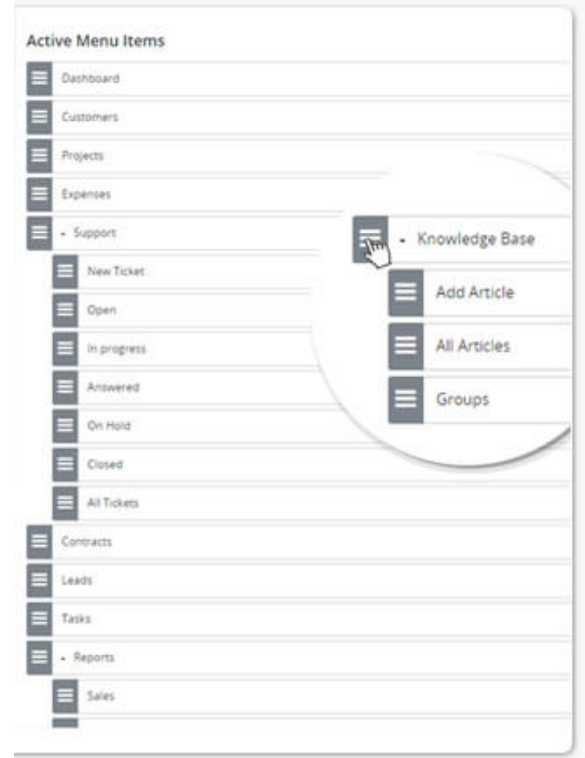 Active Menu Items
Dashboard
Customers
Projects
Expenses
- Support
New Ticket
Open
In progress
Answered
On Hold
Closed
All Tickets
Contracts
Leads
Tasks
- Reports
Sales
- Knowledge Base
Add Article
All Articles
Groups